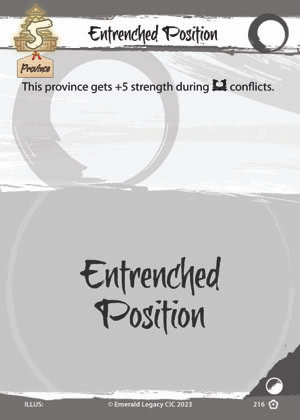 Entrenched Position
5
Province
This province gets +5 strength during conflicts.
Entrenched
Position
ILLUS: © Emerald Legacy CIC 2023 216